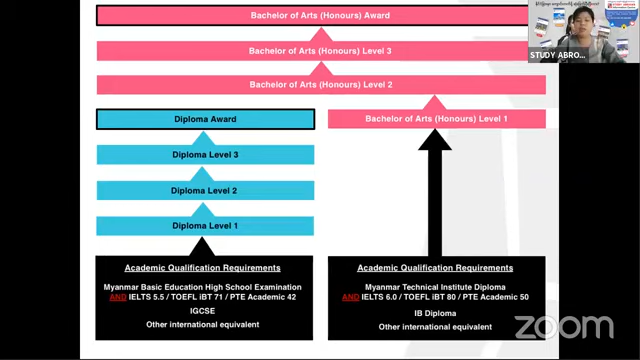 Bachelor of Arts (Honours) Award
Bachelor of Arts (Honours) Level 3
Bachelor of Arts (Honours) Level 2
Diploma Award
Bachelor of Arts (Honours) Level 1
Diploma Level 3
Diploma Level 2
Diploma Level 1
Academic Qualification Requirements
Myanmar Basic Education High School Examination
AND IELTS 5.5 / TOEFL iBT 71 / PTE Academic 42
IGCSE
Other international equivalent
Academic Qualification Requirements
Myanmar Technical Institute Diploma
AND IELTS 6.0 / TOEFL iBT 80 / PTE Academic 50
IB Diploma
Other international equivalent
STUDY ABRO...
zoom